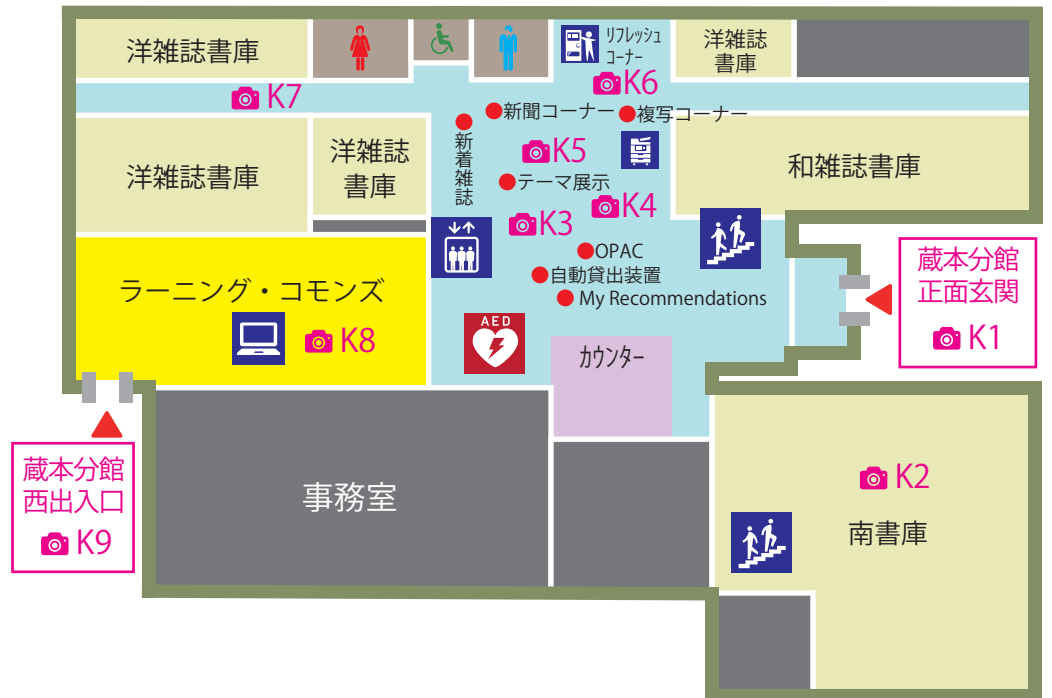 洋雑誌書庫
リフレッシュ
コーナー
洋雑誌
書庫
K7
K6
新聞コーナー
複写コーナー
新着雑誌
K5
洋雑誌書庫
洋雑誌
書庫
和雑誌書庫
テーマ展示
K4
K3
OPAC
自動貸出装置
My Recommendations
蔵本分館
正面玄関
K1
ラーニング・コモンズ
K8
AED
カウンター
蔵本分館
西出入口
K9
事務室
K2
南書庫